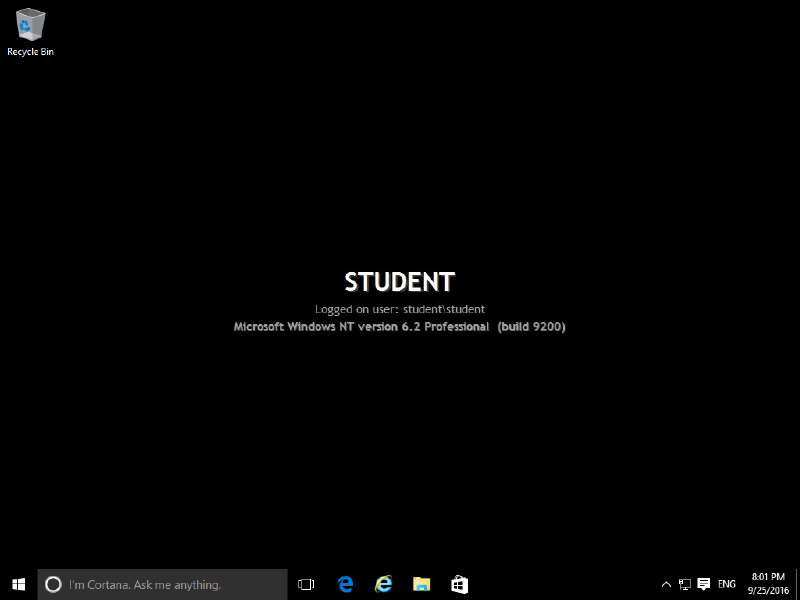 Recycle Bin
STUDENT
Logged on user: student\student
Microsoft Windows NT version 6.2 Professional (build 9200)
I'm Cortana. Ask me anything.
ENG
8:01 PM
9/25/2016